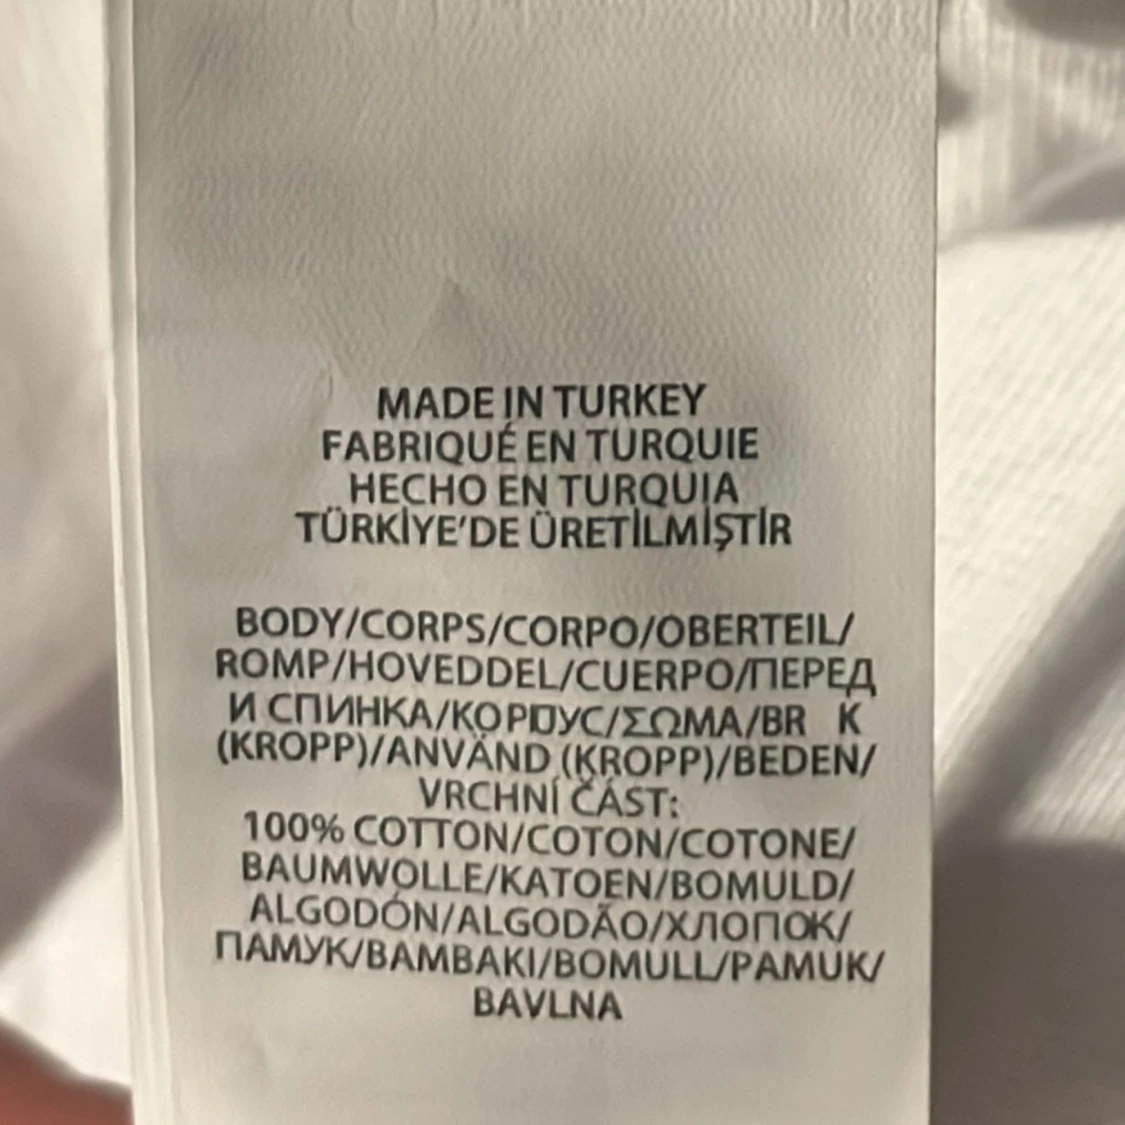 MADE IN TURKEY
FABRIQUÉ EN TURQUIE
HECHO EN TURQUIA
TÜRKİYE'DE ÜRETİLMİŞTİR
BODY/CORPS/CORPO/OBERTEIL/
ROMP/HOVEDDEL/CUERPO/ПЕРЕД
И СПИНКА/КОРПУС/ΣΩΜΑ/BR K
(KROPP)/ANVÄND (KROPP)/BEDEN/
VRCHNÍ ČÁST:
100% COTTON/COTON/COTONE/
BAUMWOLLE/KATOEN/BOMULD/
ALGODÓN/ALGODÃO/ХЛОПОК/
ПАМУК/BAMBAKI/BOMULL/PAMUK/
BAVLNA